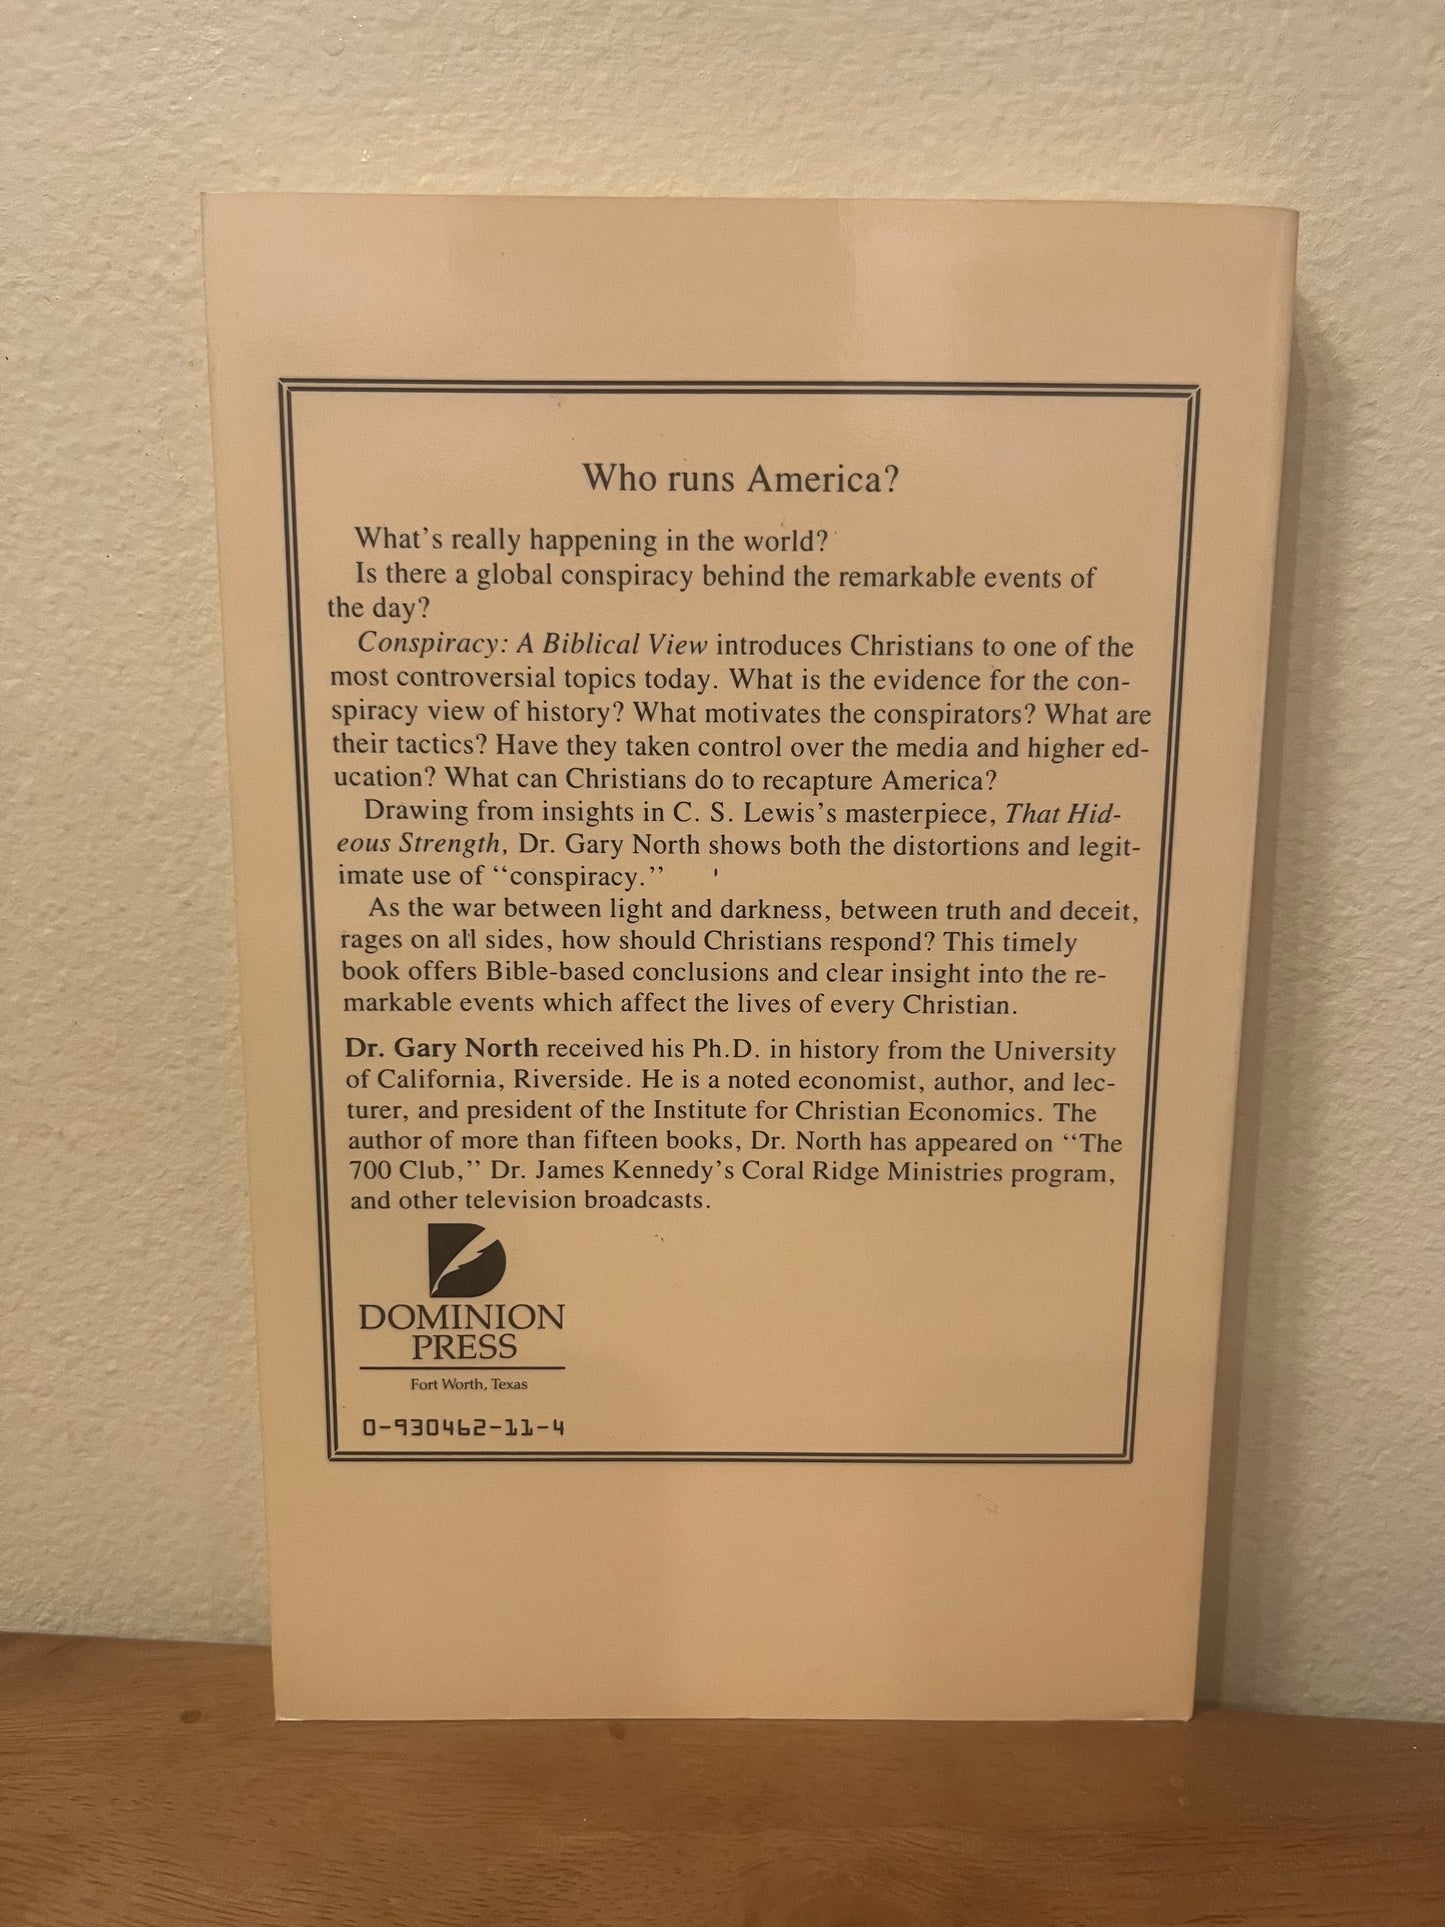 Who runs America?
What's really happening in the world?
Is there a global conspiracy behind the remarkable events of
the day?
Conspiracy: A Biblical View introduces Christians to one of the
most controversial topics today. What is the evidence for the con-
spiracy view of history? What motivates the conspirators? What are
their tactics? Have they taken control over the media and higher ed-
ucation? What can Christians do to recapture America?
Drawing from insights in C. S. Lewis's masterpiece, That Hid-
eous Strength, Dr. Gary North shows both the distortions and legit-
imate use of ‘‘conspiracy.’’
As the war between light and darkness, between truth and deceit,
rages on all sides, how should Christians respond? This timely
book offers Bible-based conclusions and clear insight into the re-
markable events which affect the lives of every Christian.
Dr. Gary North received his Ph.D. in history from the University
of California, Riverside. He is a noted economist, author, and lec-
turer, and president of the Institute for Christian Economics. The
author of more than fifteen books, Dr. North has appeared on ‘‘The
700 Club,’’ Dr. James Kennedy's Coral Ridge Ministries program,
and other television broadcasts.
DOMINION
PRESS
Fort Worth, Texas
0-930462-11-4